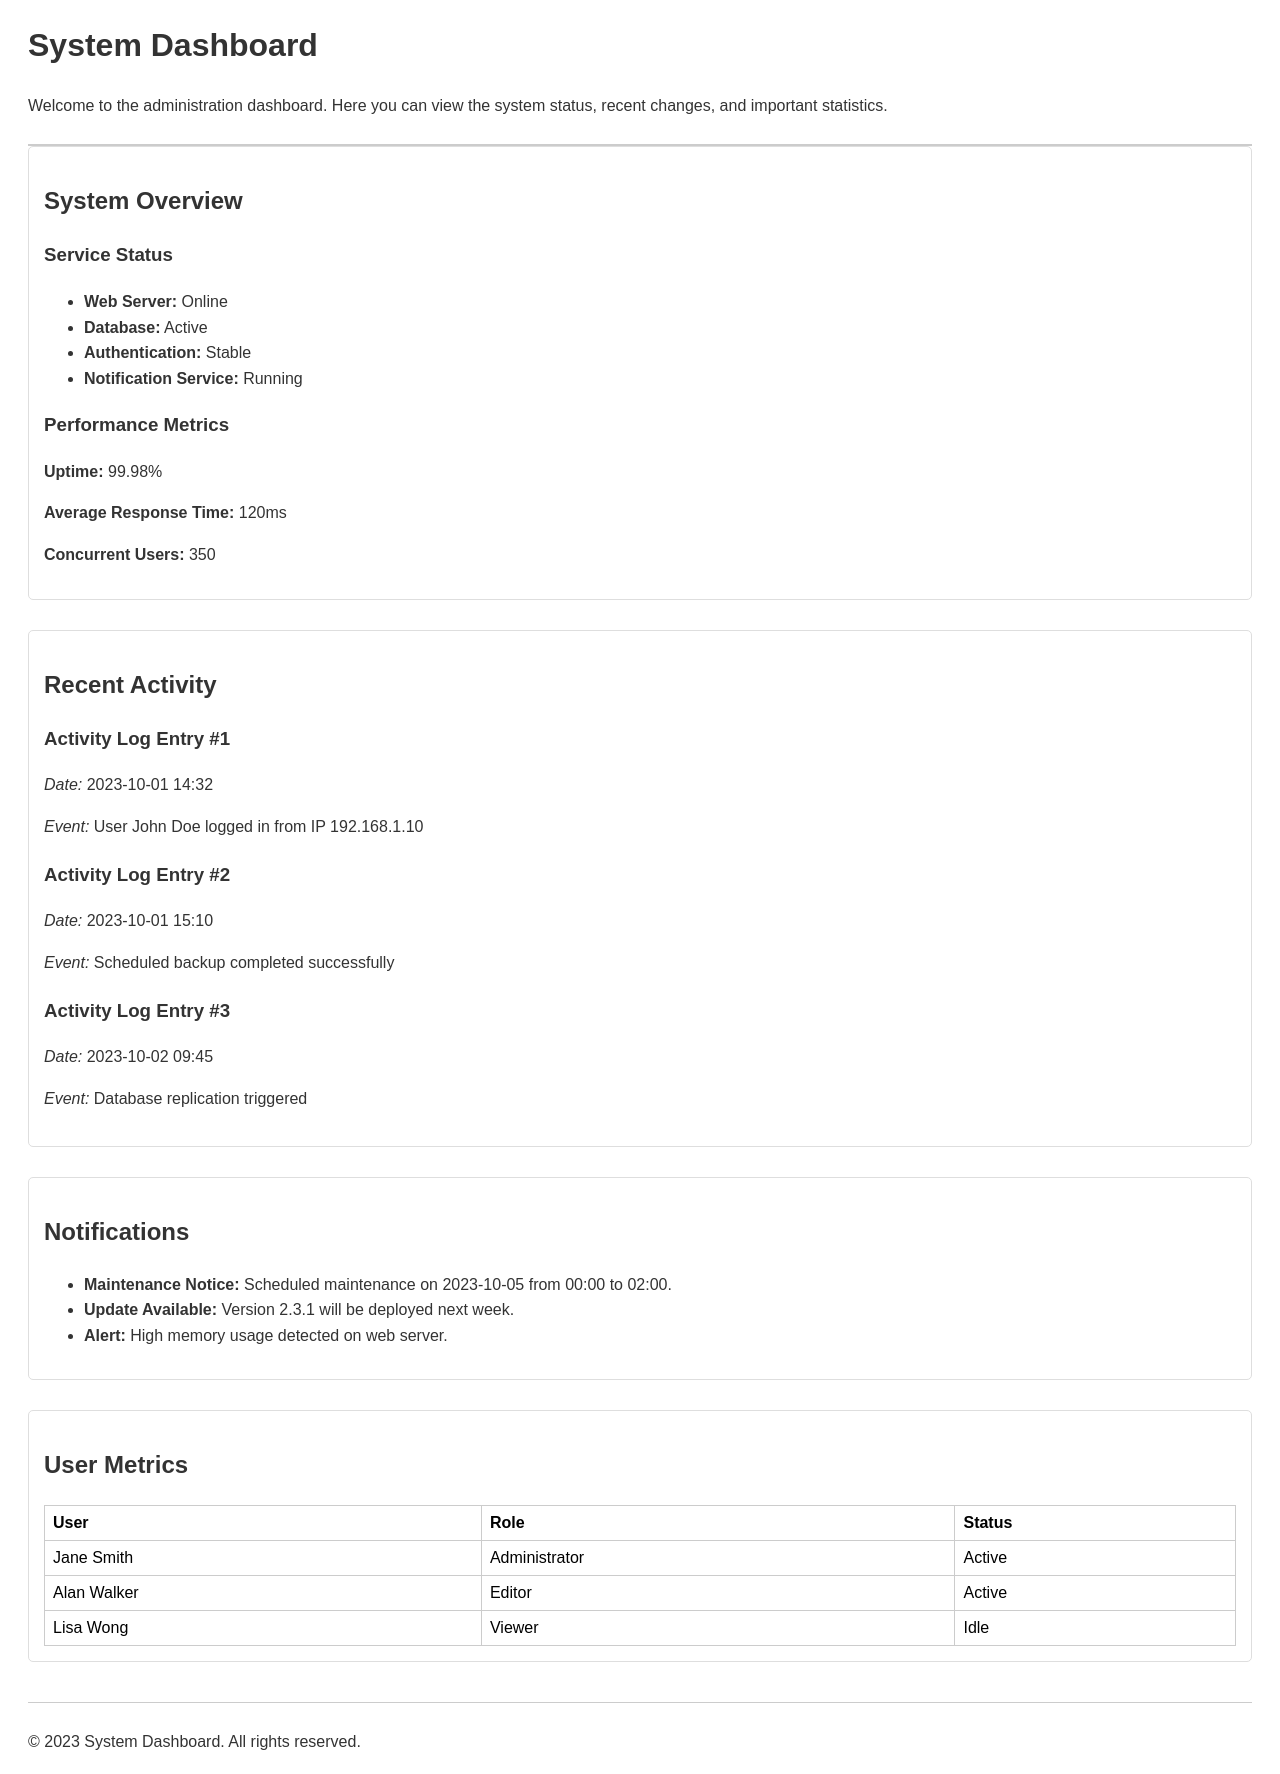 System Dashboard
Welcome to the administration dashboard. Here you can view the system status, recent changes, and important statistics.
System Overview
Service Status
Web Server: Online
Database: Active
Authentication: Stable
Notification Service: Running
Performance Metrics
Uptime: 99.98%
Average Response Time: 120ms
Concurrent Users: 350
Recent Activity
Activity Log Entry #1
Date: 2023-10-01 14:32
Event: User John Doe logged in from IP 192.168.1.10
Activity Log Entry #2
Date: 2023-10-01 15:10
Event: Scheduled backup completed successfully
Activity Log Entry #3
Date: 2023-10-02 09:45
Event: Database replication triggered
Notifications
Maintenance Notice: Scheduled maintenance on 2023-10-05 from 00:00 to 02:00.
Update Available: Version 2.3.1 will be deployed next week.
Alert: High memory usage detected on web server.
User Metrics
User Role Status
Jane Smith Administrator Active
Alan Walker Editor Active
Lisa Wong Viewer Idle
© 2023 System Dashboard. All rights reserved.